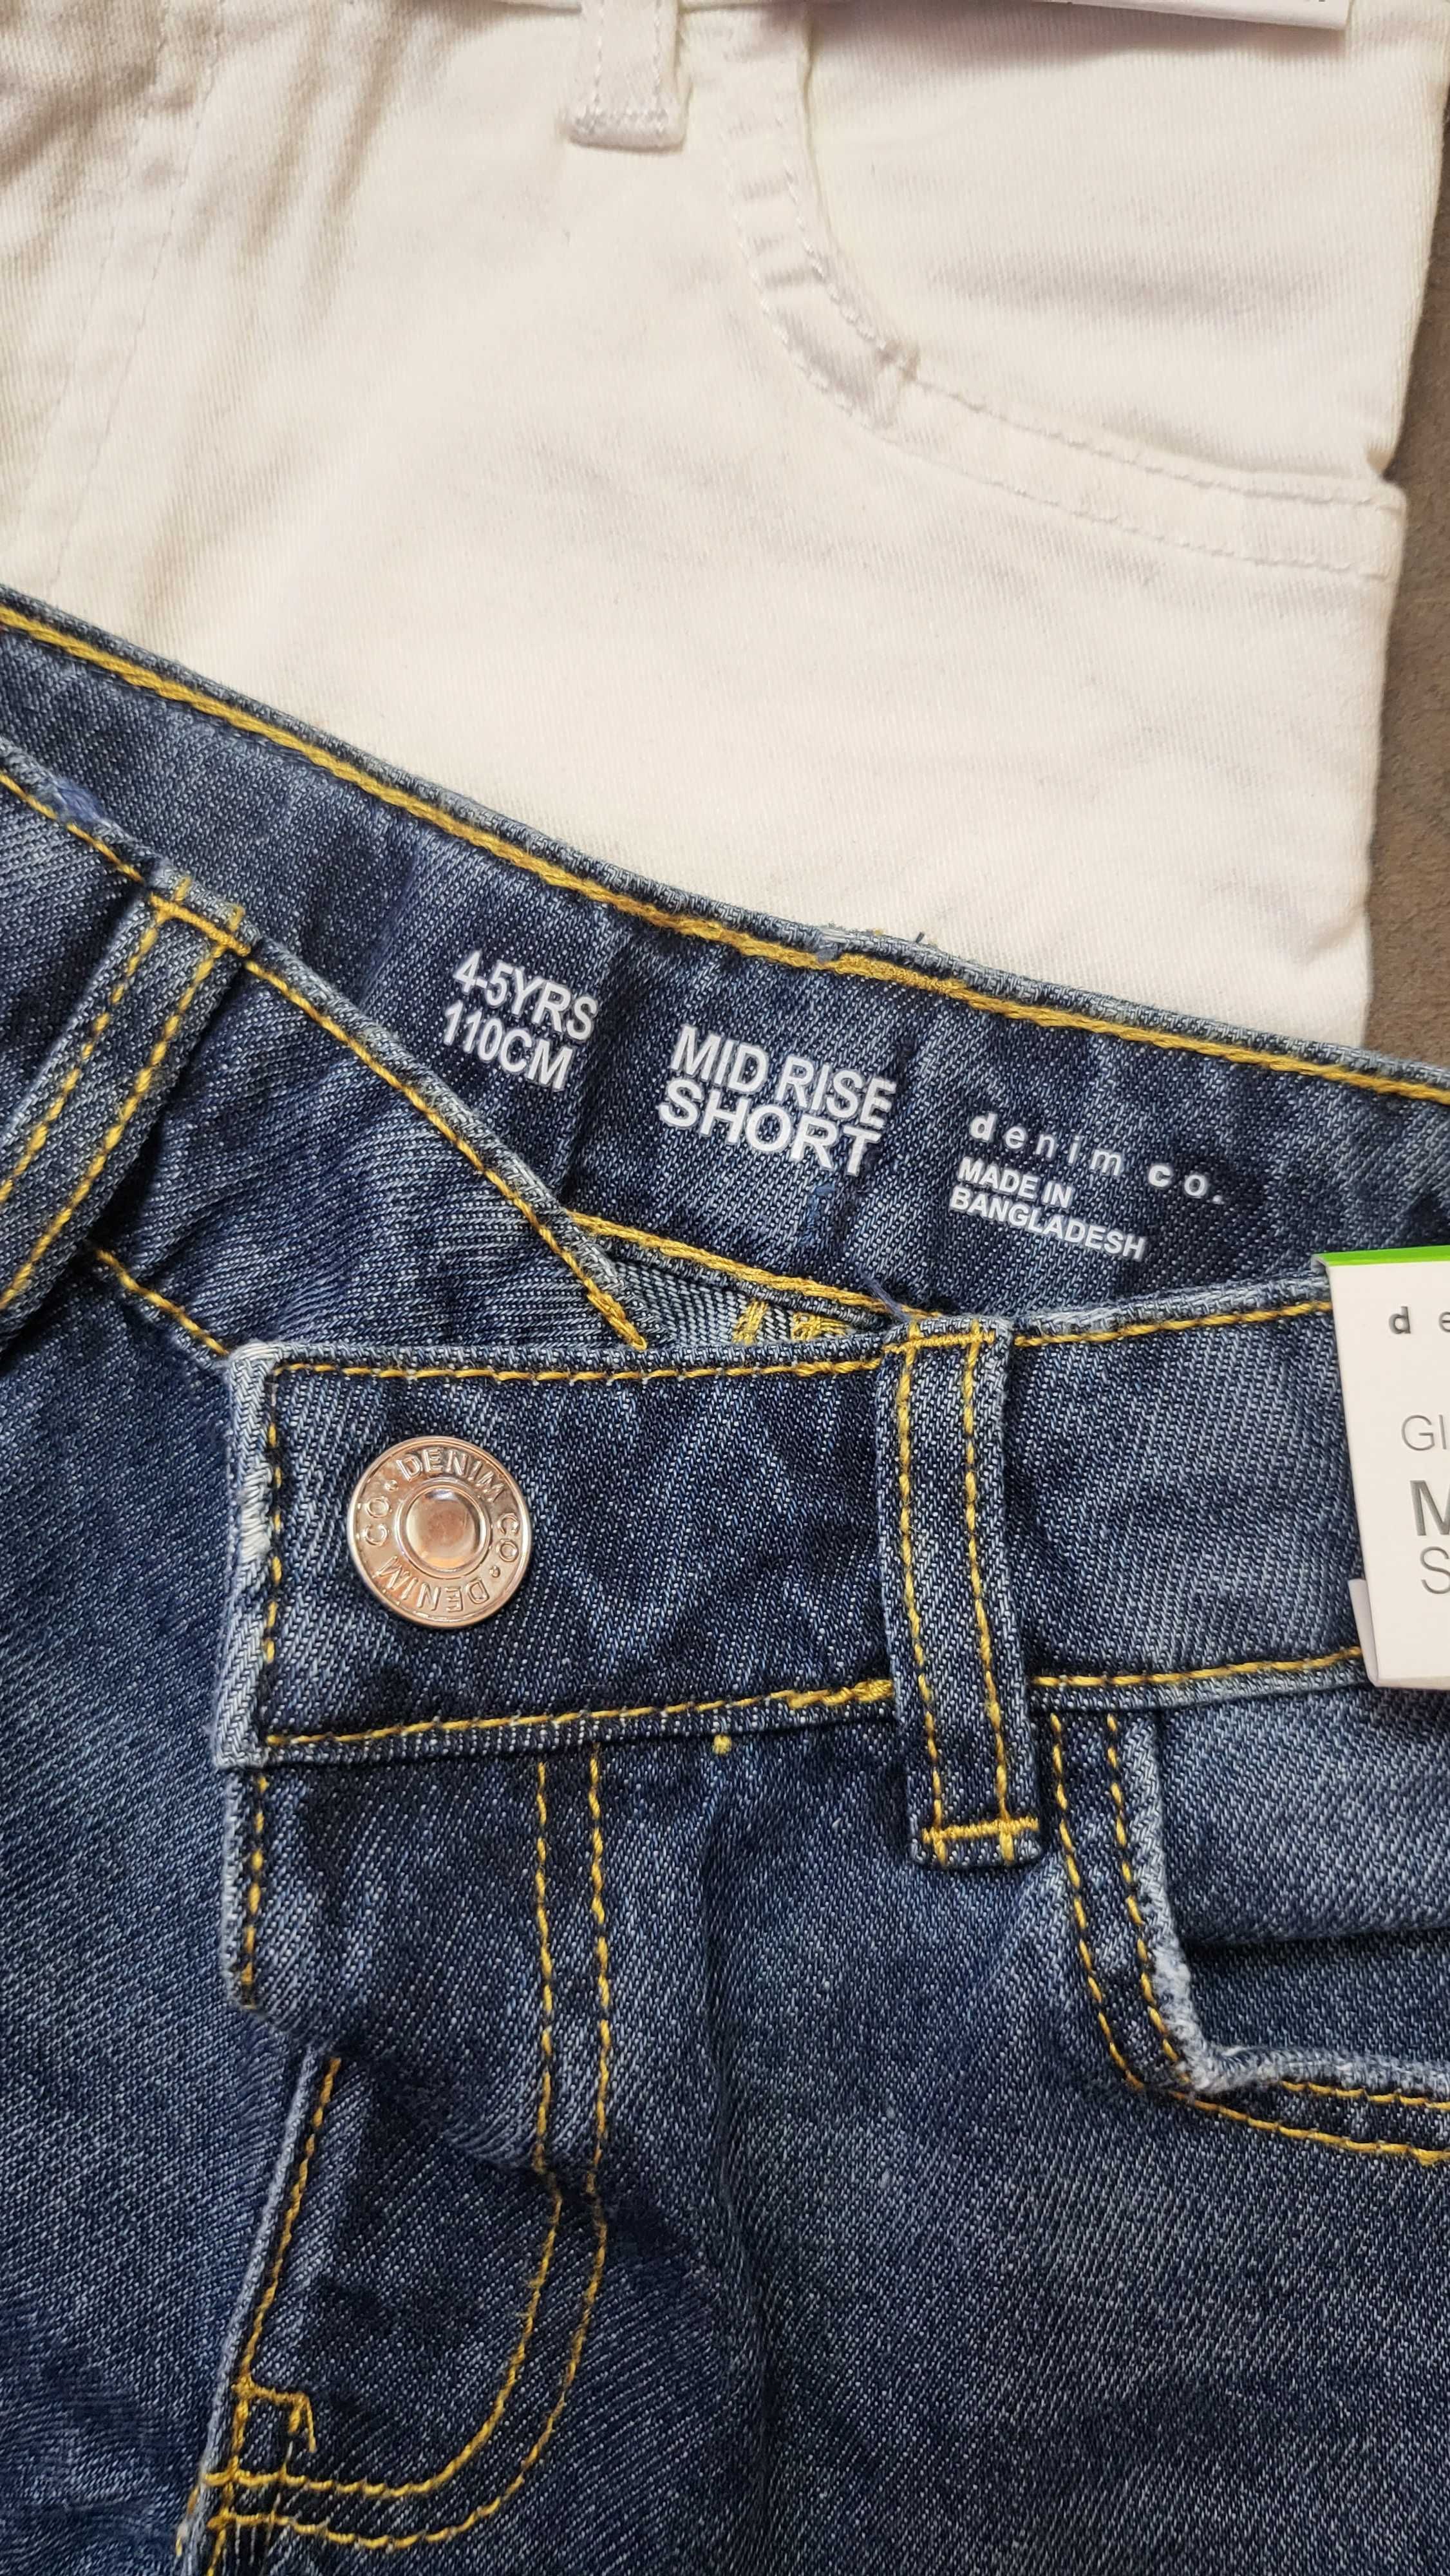 4-5YRS
110CM
MID RISE
SHORT
denim co.
MADE IN
BANGLADESH
DENIM CO• DENIM CO•